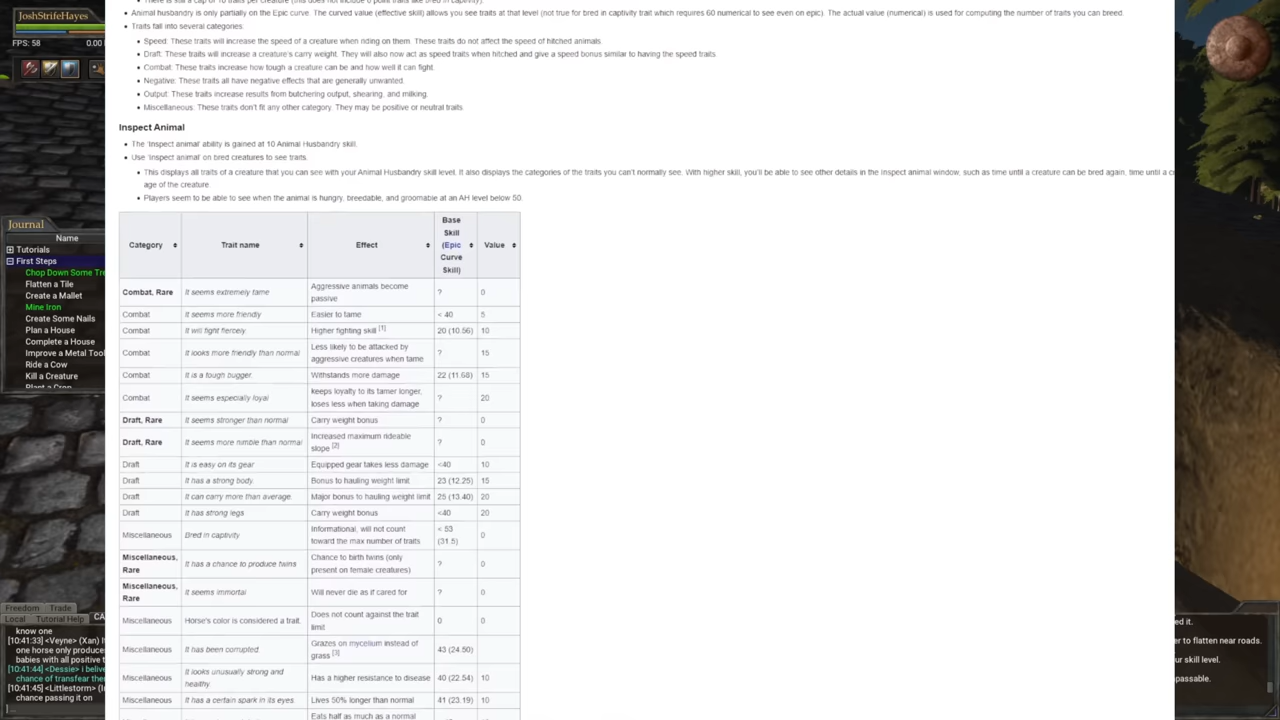 JoshStrifeHayes
FPS: 58
0.00
• Animal husbandry is only partially on the Epic curve. The curved value (effective skill) allows you see traits at that level (not true for bred in captivity trait which requires 60 numerical to see even on epic). The actual value (numerical) is used for computing the number of traits you can breed.
• Traits fall into several categories:
Speed: These traits will increase the speed of a creature when riding on them. These traits do not affect the speed of hitched animals.
Draft: These traits will increase a creature's carry weight. They will also now act as speed traits when hitched and give a speed bonus similar to having the speed traits.
Combat: These traits increase how tough a creature can be and how well it can fight.
Negative: These traits all have negative effects that are generally unwanted.
Output: These traits increase results from butchering output, shearing, and milking.
Miscellaneous: These traits don't fit any other category. They may be positive or neutral traits.
Inspect Animal
• The 'Inspect animal' ability is gained at 10 Animal Husbandry skill.
• Use 'Inspect animal' on bred creatures to see traits.
This displays all traits of a creature that you can see with your Animal Husbandry skill level. It also displays the categories of the traits you can't normally see. With higher skill, you'll be able to see other details in the inspect animal window, such as time until a creature can be bred again, time until a
age of the creature.
Players seem to be able to see when the animal is hungry, breedable, and groomable at an AH level below 50.
Category Trait name Effect Base Skill (Epic Curve Skill) Value
Combat, Rare It seems extremely tame Aggressive animals become passive ? 0
Combat It seems more friendly Easier to tame < 40 5
Combat It will fight fiercely Higher fighting skill [1] 20 (10.56) 10
Combat It looks more friendly than normal Less likely to be attacked by aggressive creatures when tame ? 15
Combat It is a tough bugger Withstands more damage 22 (11.68) 15
Combat It seems especially loyal keeps loyalty to its tamer longer, loses less when taking damage ? 20
Draft, Rare It seems stronger than normal Carry weight bonus ? 0
Draft, Rare It seems more nimble than normal Increased maximum rideable slope [2] ? 0
Draft It is easy on its gear Equipped gear takes less damage <40 10
Draft It has a strong body. Bonus to hauling weight limit 23 (12.25) 15
Draft It can carry more than average. Major bonus to hauling weight limit 25 (13.40) 20
Draft It has strong legs Carry weight bonus <40 20
Miscellaneous Bred in captivity Informational, will not count toward the max number of traits < 53 (31.5) 0
Miscellaneous, Rare It has a chance to produce twins Chance to birth twins (only present on female creatures) ? 0
Miscellaneous, Rare It seems immortal Will never die as if cared for ? 0
Miscellaneous Horse's color is considered a trait. Does not count against the trait limit 0 0
Miscellaneous It has been corrupted. Grazes on mycelium instead of grass [3] 43 (24.50)
Miscellaneous It looks unusually strong and healthy. Has a higher resistance to disease 40 (22.54) 10
Miscellaneous It has a certain spark in its eyes. Lives 50% longer than normal 41 (23.19) 10
Eats half as much as a normal
Journal
Name
Tutorials
First Steps
Chop Down Some Tre
Flatten a Tile
Create a Mallet
Mine Iron
Create Some Nails
Plan a House
Complete a House
Improve a Metal Tool
Ride a Cow
Kill a Creature
Plant a Crop
Freedom Trade
Local Tutorial Help CA
know one
[10:41:33] <Veyne> (Xan)
one horse only produces
babies with all positive
[10:41:44] <Dessie> i belive
chance of transfear the
[10:41:45] <Littlestorm>
chance passing it on
ed it.
er to flatten near roads.
ur skill level.
passable.